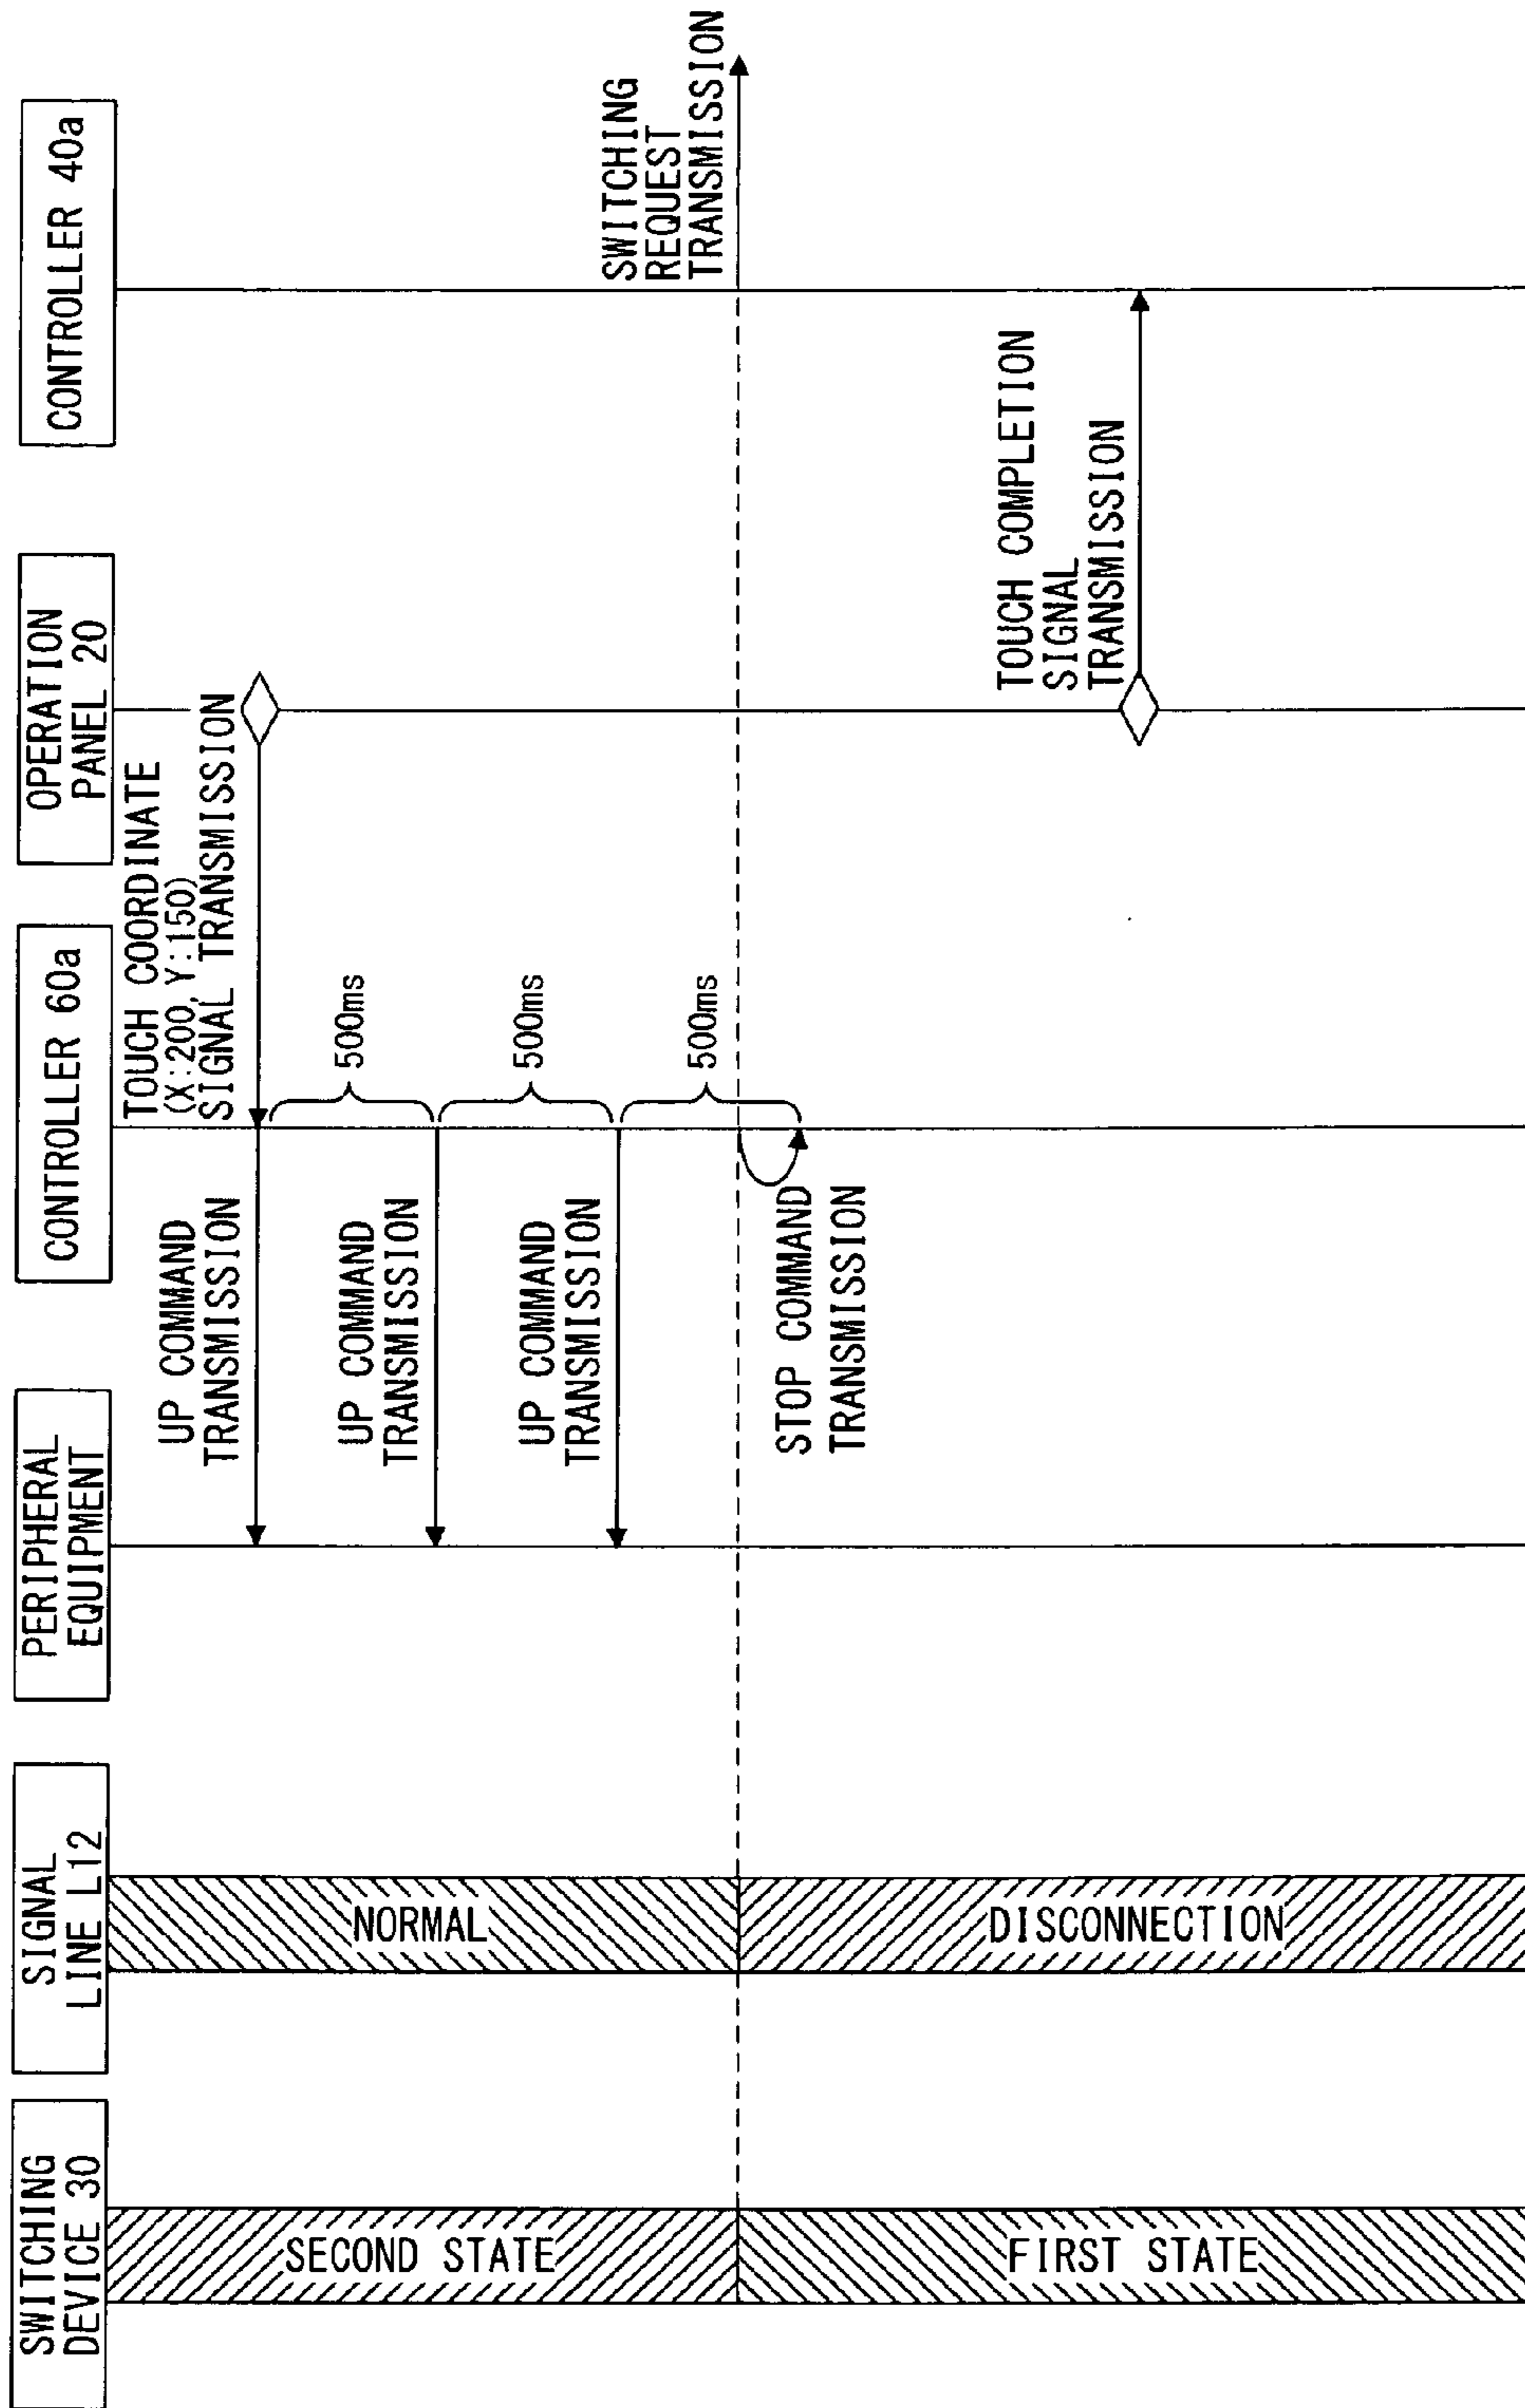 SWITCHING
DEVICE 30
SIGNAL
LINE L12
PERIPHERAL
EQUIPMENT
CONTROLLER 60a
OPERATION
PANEL 20
CONTROLLER 40a
TOUCH COORDINATE
(X:200, Y:150)
SIGNAL TRANSMISSION
UP COMMAND
TRANSMISSION
500ms
UP COMMAND
TRANSMISSION
500ms
UP COMMAND
TRANSMISSION
500ms
SECOND STATE
NORMAL
SWITCHING
REQUEST
TRANSMISSION
STOP COMMAND
TRANSMISSION
FIRST STATE
DISCONNECTION
TOUCH COMPLETION
SIGNAL
TRANSMISSION